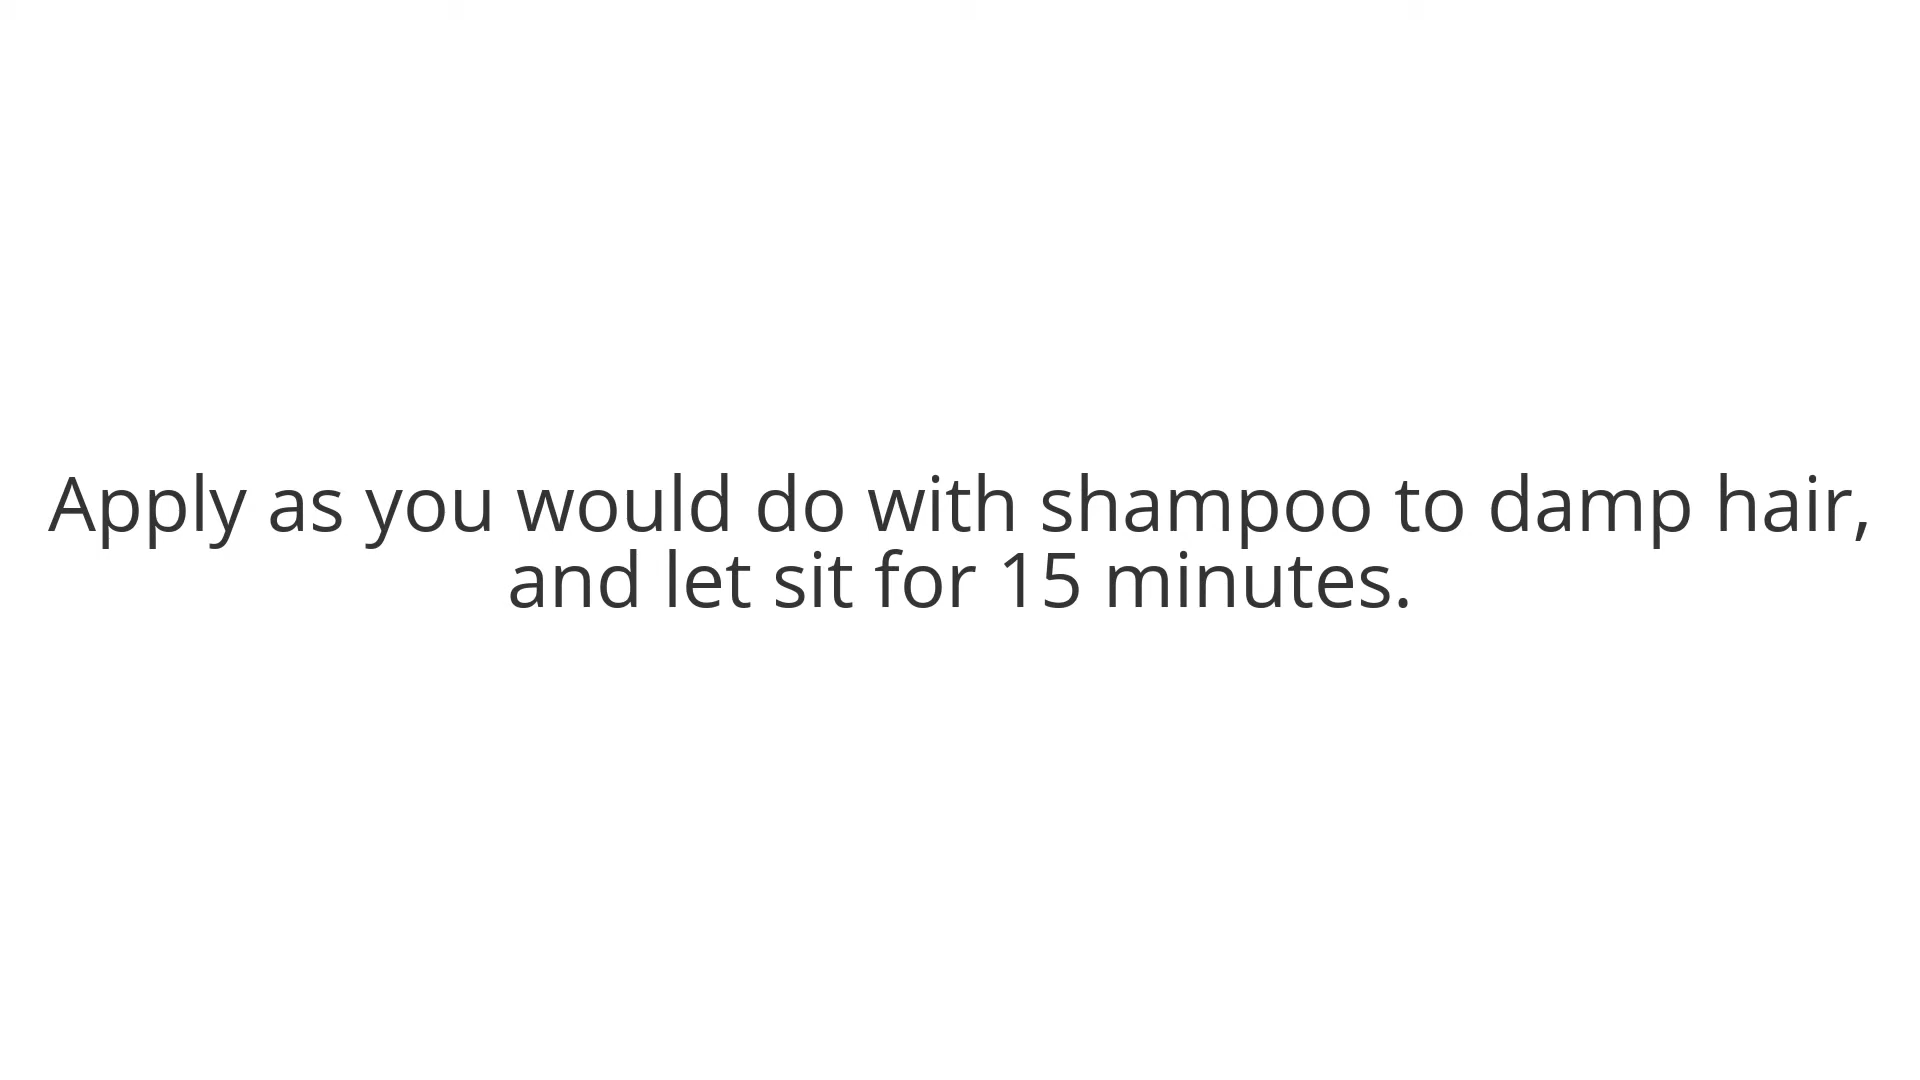 Apply as you would do with shampoo to damp hair,
and let sit for 15 minutes.